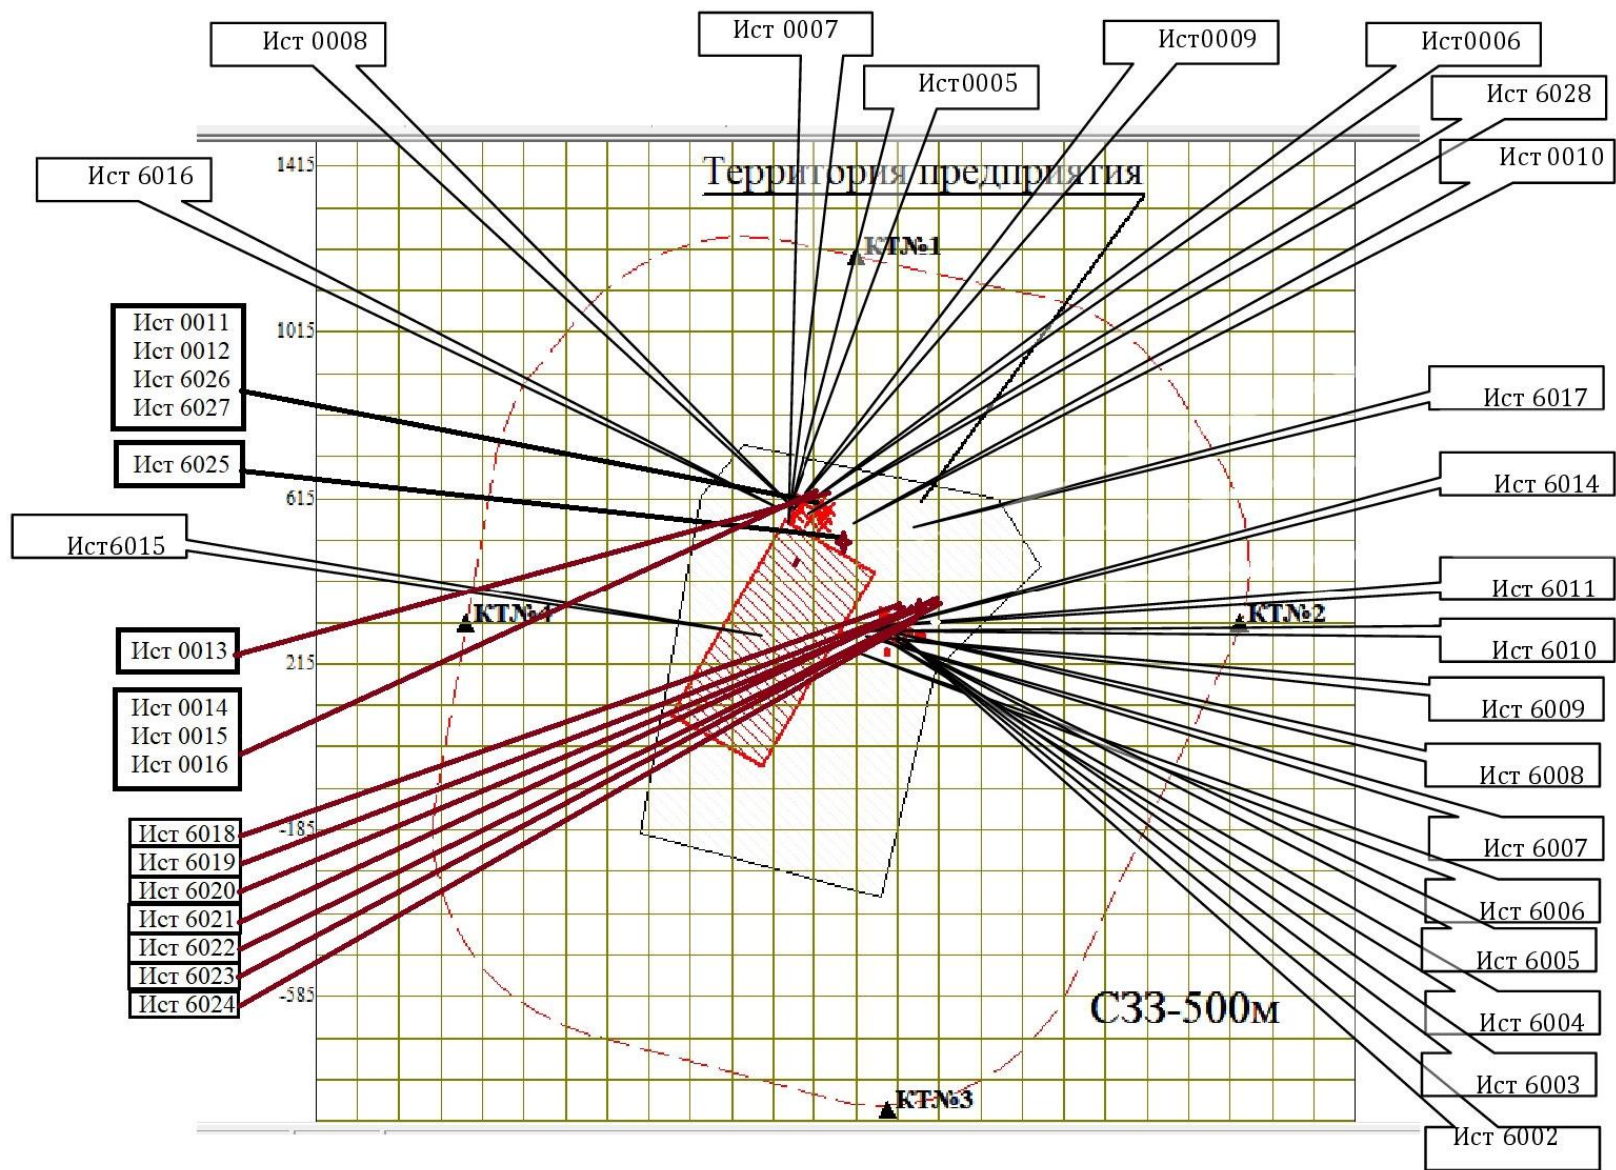 Ист 0008
Ист 0007
Ист0009
Ист0006
Ист0005
Ист 6028
Ист 0010
Ист 6016
1415
Территория предприятия
КТ№1
Ист 0011
Ист 0012
Ист 6026
Ист 6027
1015
Ист 6017
Ист 6025
615
Ист 6014
Ист6015
Ист 6011
КТ№4
КТ№2
Ист 0013
Ист 6010
215
Ист 6009
Ист 0014
Ист 0015
Ист 0016
Ист 6008
-185
Ист 6018
Ист 6019
Ист 6020
Ист 6021
Ист 6022
Ист 6023
Ист 6024
Ист 6007
Ист 6006
Ист 6005
-585
СЗЗ-500м
Ист 6004
Ист 6003
КТ№3
Ист 6002